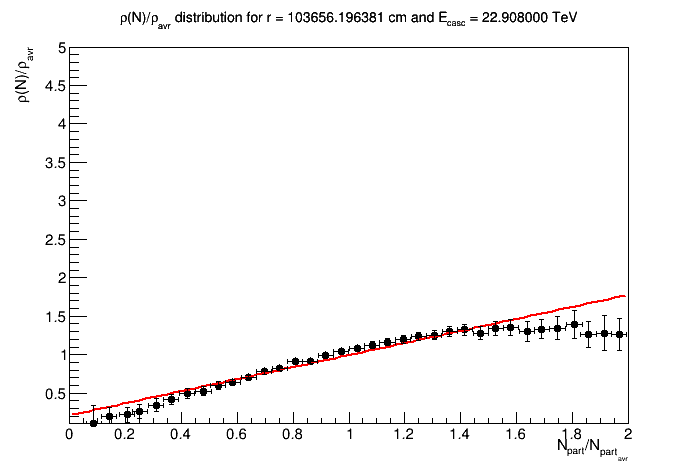 ρ(N)/ρavr distribution for r = 103656.196381 cm and Ecasc = 22.908000 TeV
ρ(N)/ρavr
5
4.5
4
3.5
3
2.5
2
1.5
1
0.5
0 0.2 0.4 0.6 0.8 1 1.2 1.4 1.6 1.8 2
Npart/Npartavr